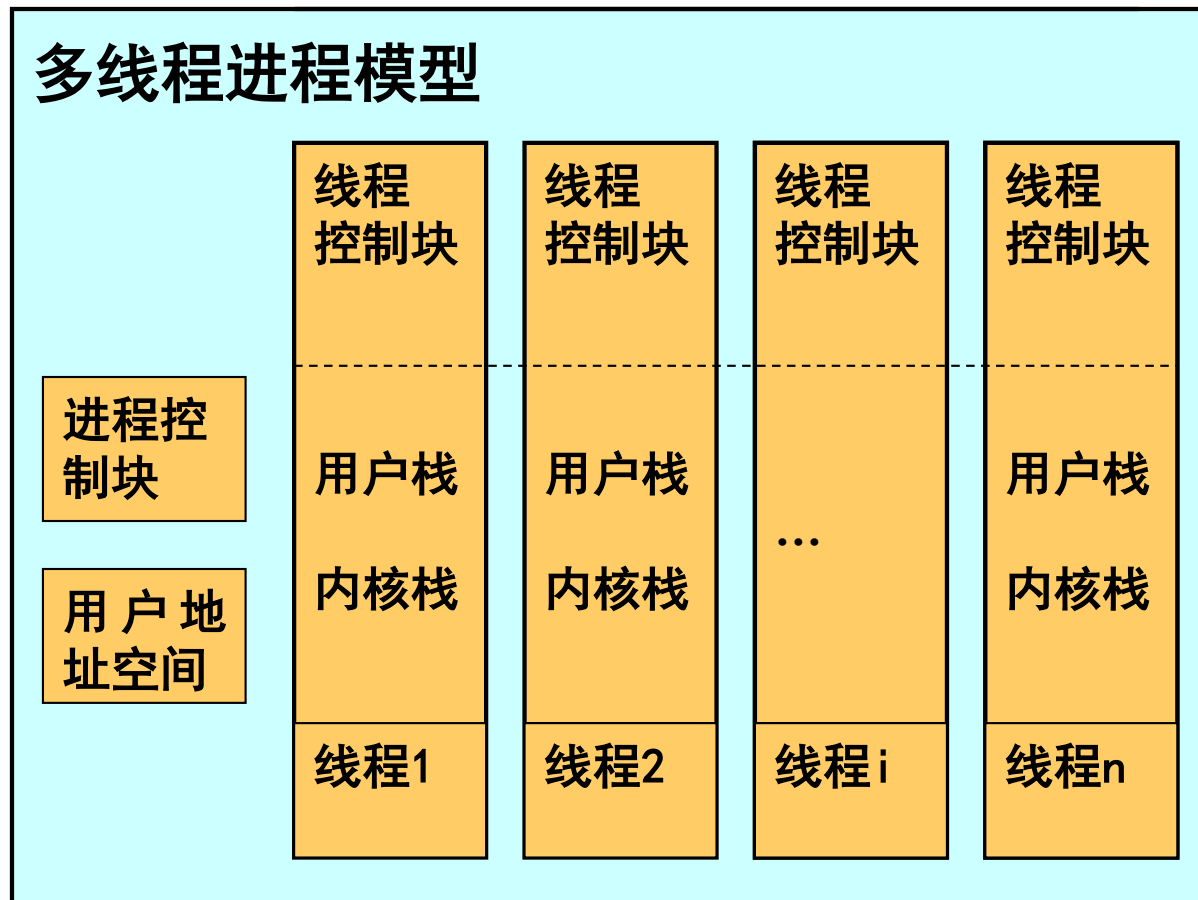 多线程进程模型
线程
控制块
用户栈
内核栈
线程1
线程
控制块
用户栈
内核栈
线程2
线程
控制块
…
线程i
线程
控制块
用户栈
内核栈
线程n
进程控
制块
用 户 地
址空间